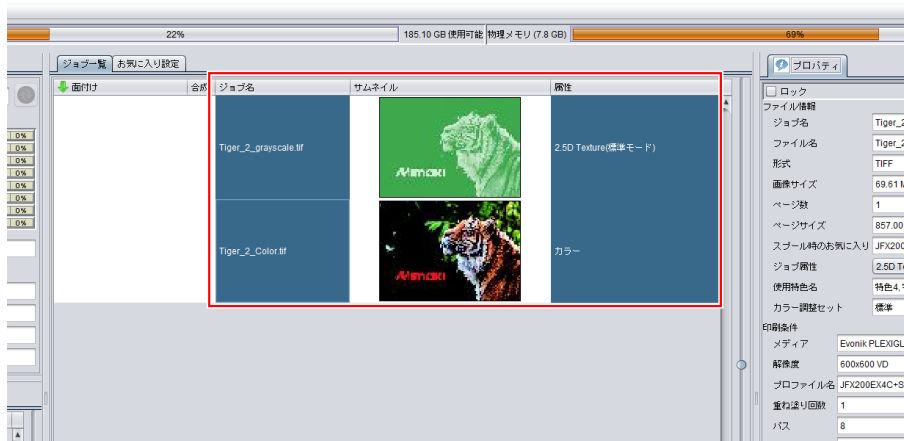 22%
185.10 GB 使用可能
物理メモリ (7.8 GB)
69%
ジョブ一覧
お気に入り設定
プロパティ
面付け
合成
ジョブ名
サムネイル
属性
Tiger_2_grayscale.tif
Mimaki
2.5D Texture(標準モード)
Tiger_2_Color.tif
Mimaki
カラー
0%
0%
0%
0%
0%
0%
0%
0%
ロック
ファイル情報
ジョブ名
Tiger_2
ファイル名
Tiger_2
形式
TIFF
画像サイズ
69.61 M
ページ数
1
ページサイズ
857.00
スプール時のお気に入り
JFX200
ジョブ属性
2.5D Te
使用特色名
特色4,
カラー調整セット
標準
印刷条件
メディア
Evonik PLEXIGL
解像度
600x600 VD
プロファイル名
JFX200EX4C+S
重ね塗り回数
1
パス
8